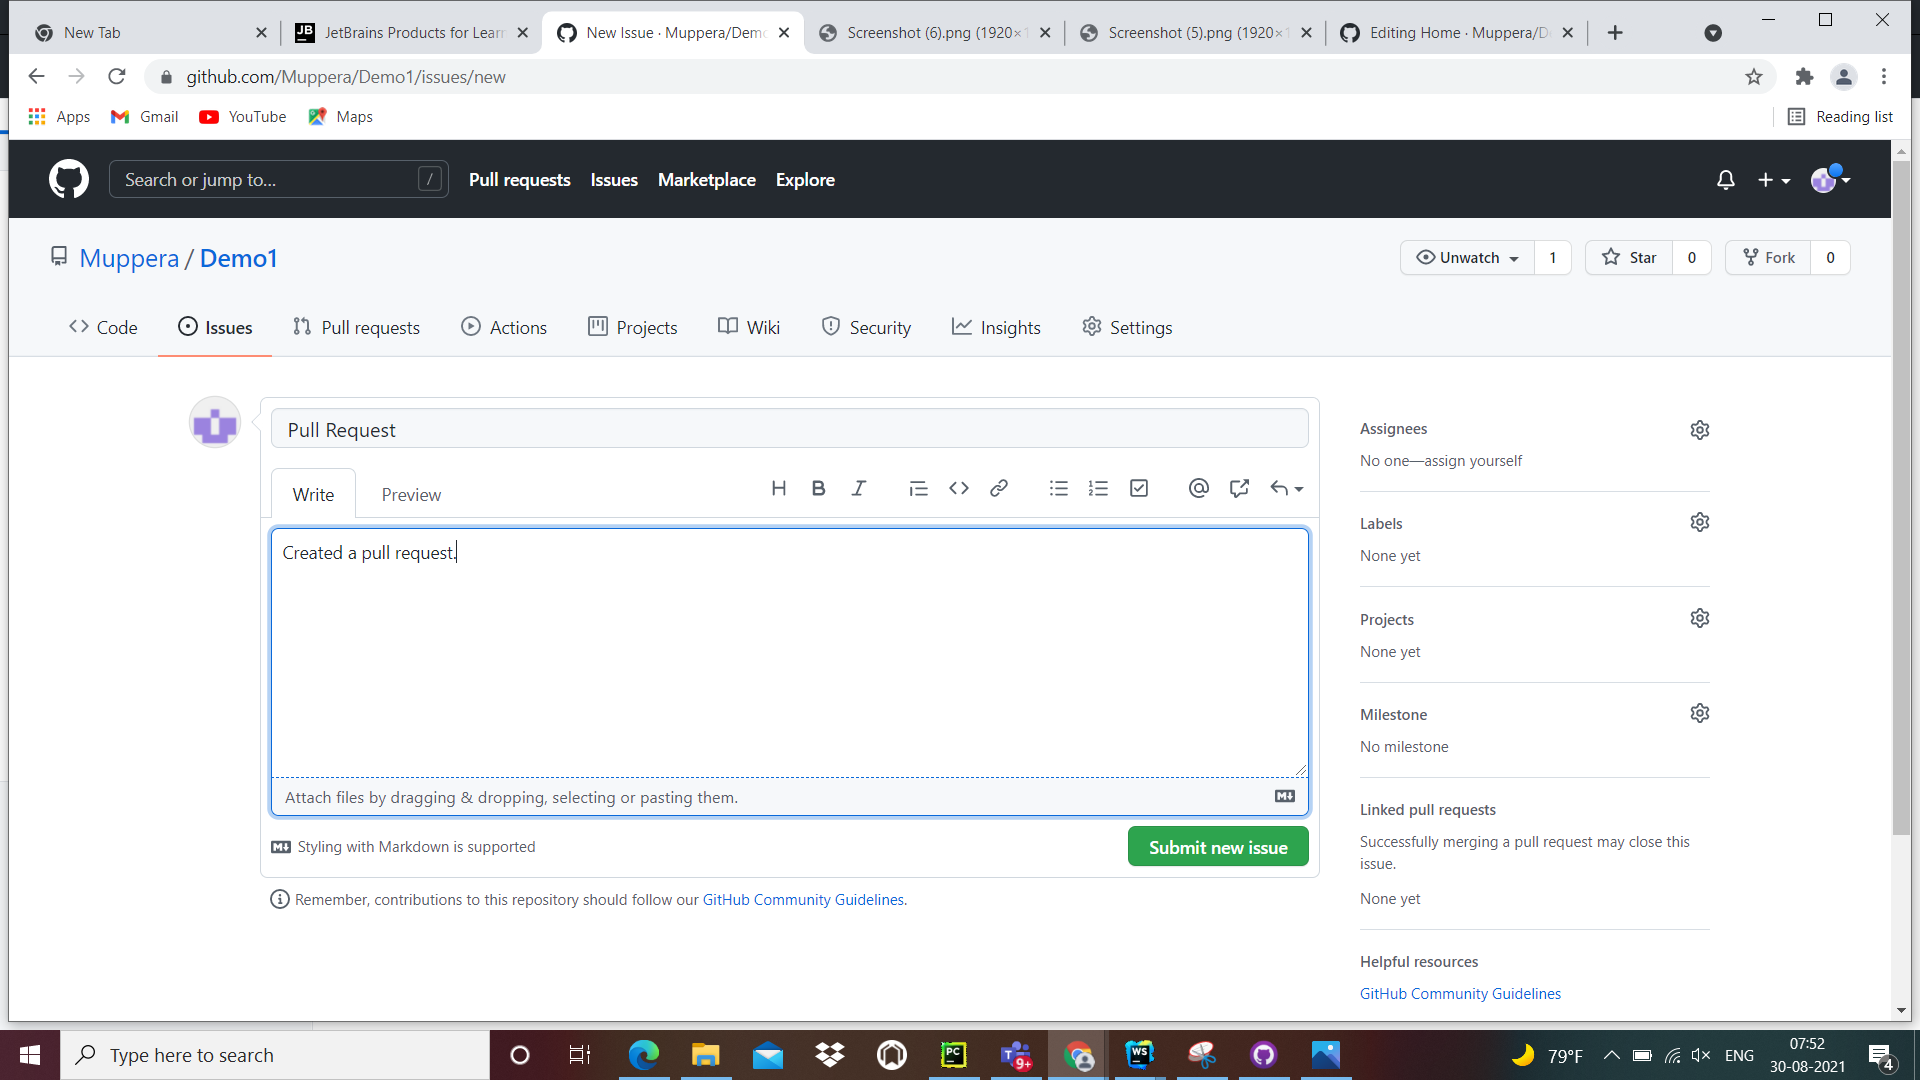 New Tab
JetBrains Products for Lear
New Issue · Muppera/Dem
Screenshot (6).png (1920×1
Screenshot (5).png (1920×1
Editing Home · Muppera/D
github.com/Muppera/Demo1/issues/new
Apps
Gmail
YouTube
Maps
Reading list
Search or jump to...
/
Pull requests
Issues
Marketplace
Explore
Muppera / Demo1
Unwatch 1
Star 0
Fork 0
Code
Issues
Pull requests
Actions
Projects
Wiki
Security
Insights
Settings
Pull Request
Write
Preview
Created a pull request.
Attach files by dragging & dropping, selecting or pasting them.
Styling with Markdown is supported
Submit new issue
Remember, contributions to this repository should follow our GitHub Community Guidelines.
Assignees
No one—assign yourself
Labels
None yet
Projects
None yet
Milestone
No milestone
Linked pull requests
Successfully merging a pull request may close this
issue.
None yet
Helpful resources
GitHub Community Guidelines
Type here to search
79°F
ENG
07:52
30-08-2021
4